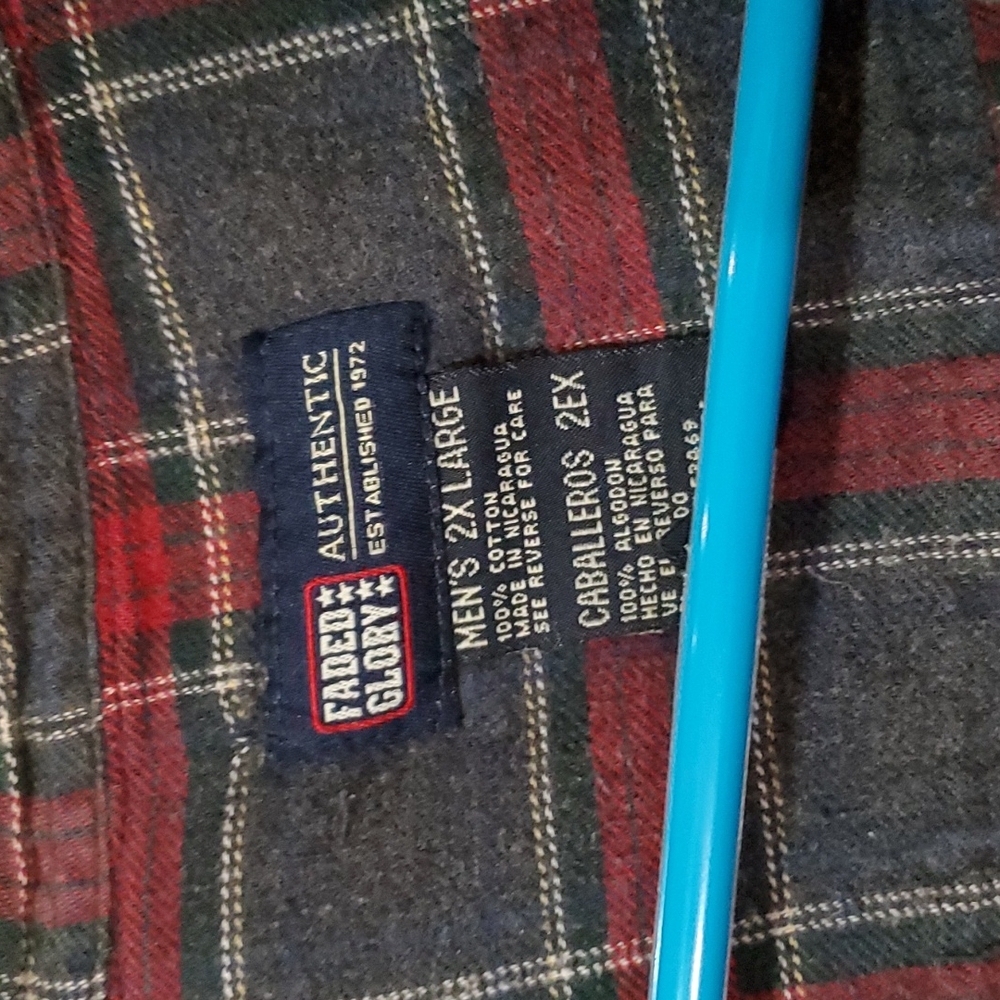 FADED
GLORY
AUTHENTIC
ESTABLISHED 1972
MEN'S 2X LARGE
100% COTTON
MADE IN NICARAGUA
SEE REVERSE FOR CARE
CABALLEROS 2EX
100% ALGODON
HECHO EN NICARAGUA
VE EL REVERSO PARA